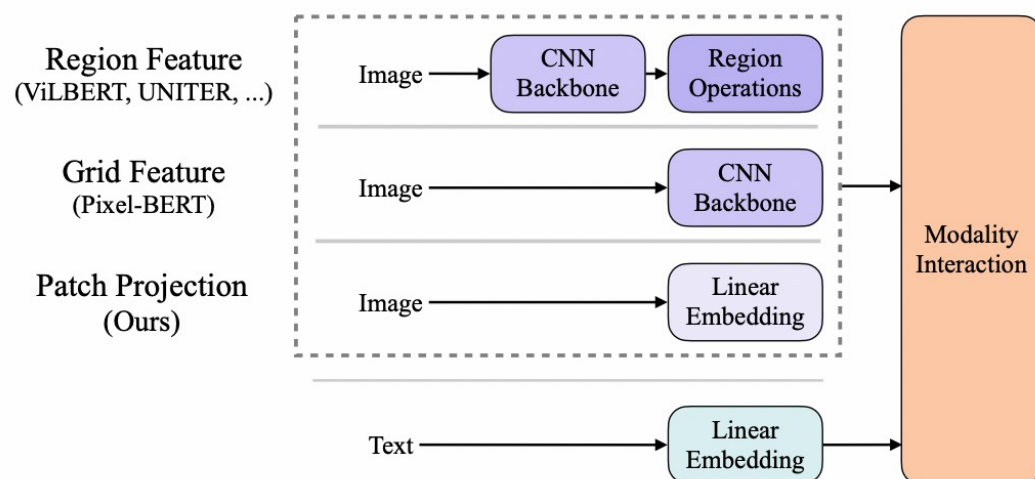 Region Feature
(ViLBERT, UNITER, ...)
Image
CNN
Backbone
Region
Operations
Grid Feature
(Pixel-BERT)
Image
CNN
Backbone
Patch Projection
(Ours)
Image
Linear
Embedding
Text
Linear
Embedding
Modality
Interaction